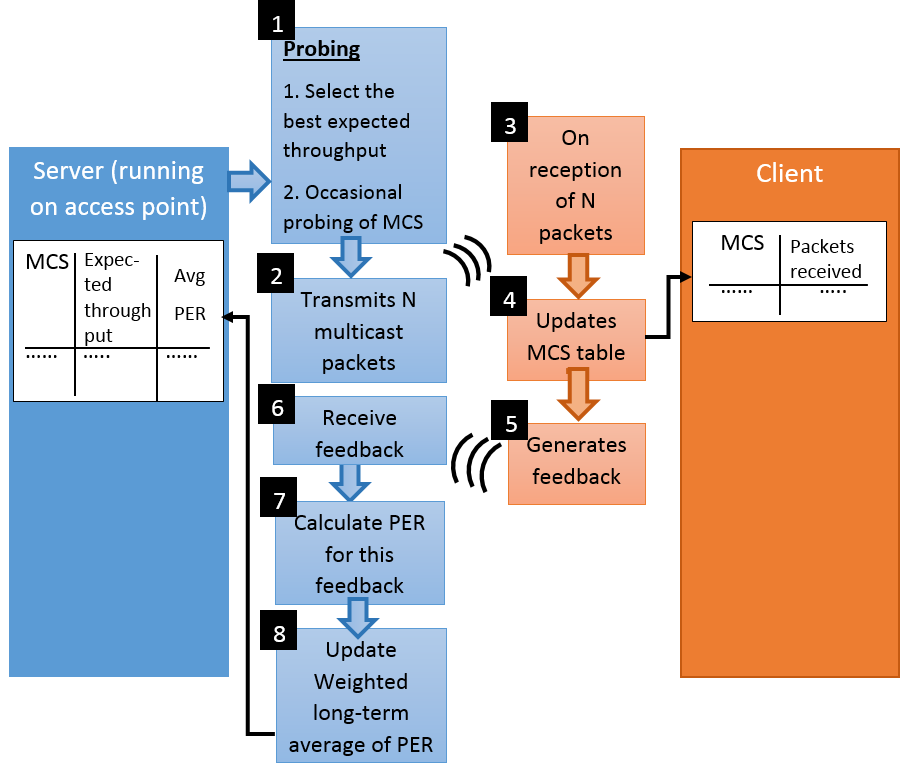 1
Probing
1. Select the
best expected
throughput
2. Occasional
probing of MCS
Server (running
on access point)
MCS
Expec-
ted
through
put
Avg
PER
......
.....
......
2
Transmits N
multicast
packets
3
On
reception
of N
packets
4
Updates
MCS table
Client
MCS
Packets
received
......
.....
5
Generates
feedback
6
Receive
feedback
7
Calculate PER
for this
feedback
8
Update
Weighted
long-term
average of PER